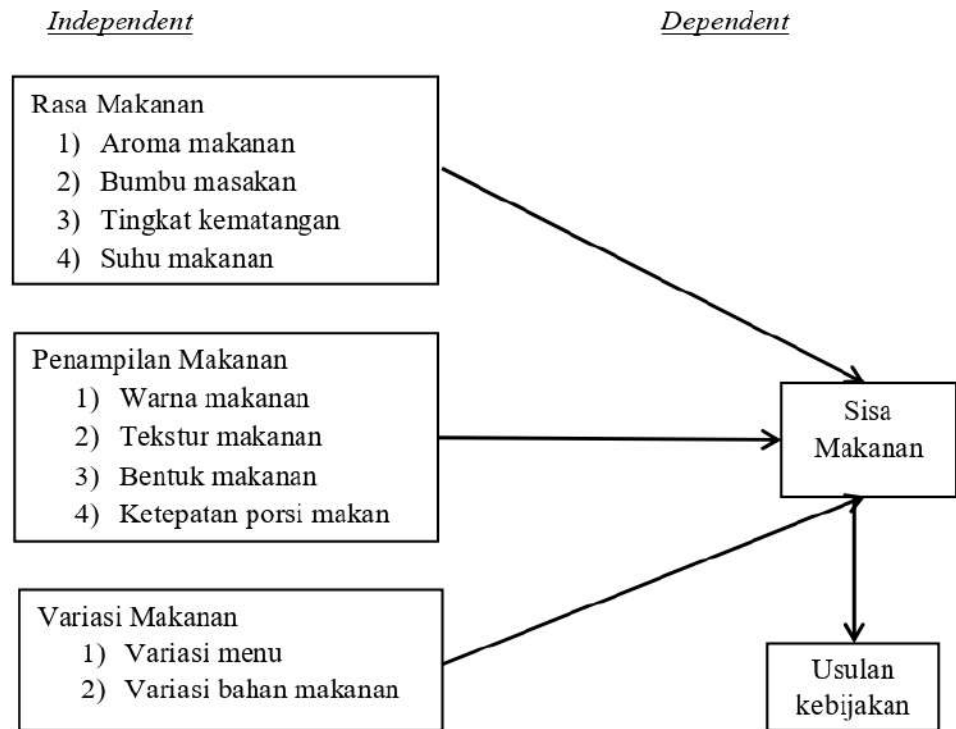 Independent
Dependent
Rasa Makanan
1) Aroma makanan
2) Bumbu masakan
3) Tingkat kematangan
4) Suhu makanan
Penampilan Makanan
1) Warna makanan
2) Tekstur makanan
3) Bentuk makanan
4) Ketepatan porsi makan
Variasi Makanan
1) Variasi menu
2) Variasi bahan makanan
Sisa
Makanan
Usulan
kebijakan